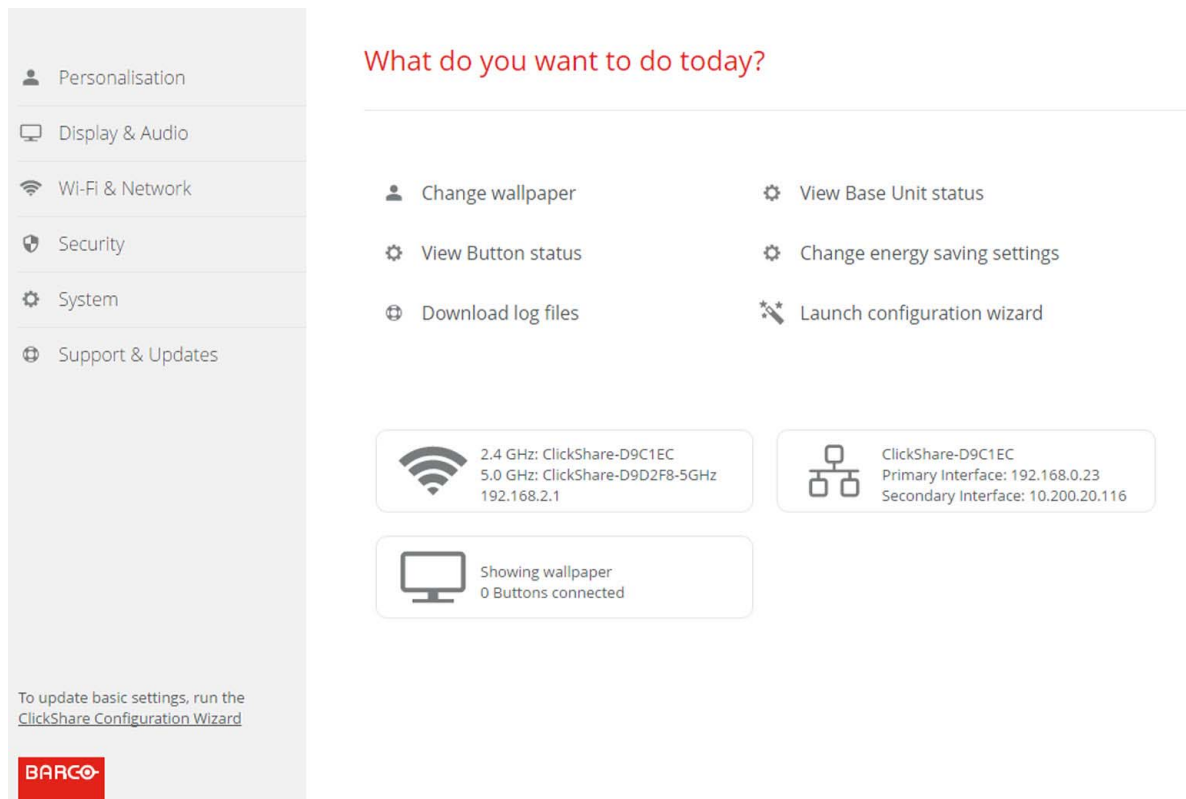 Personalisation
Display & Audio
Wi-Fi & Network
Security
System
Support & Updates
To update basic settings, run the
ClickShare Configuration Wizard
BARCO
What do you want to do today?
Change wallpaper
View Base Unit status
View Button status
Change energy saving settings
Download log files
Launch configuration wizard
2.4 GHz: ClickShare-D9C1EC
5.0 GHz: ClickShare-D9D2F8-5GHz
192.168.2.1
ClickShare-D9C1EC
Primary Interface: 192.168.0.23
Secondary Interface: 10.200.20.116
Showing wallpaper
0 Buttons connected